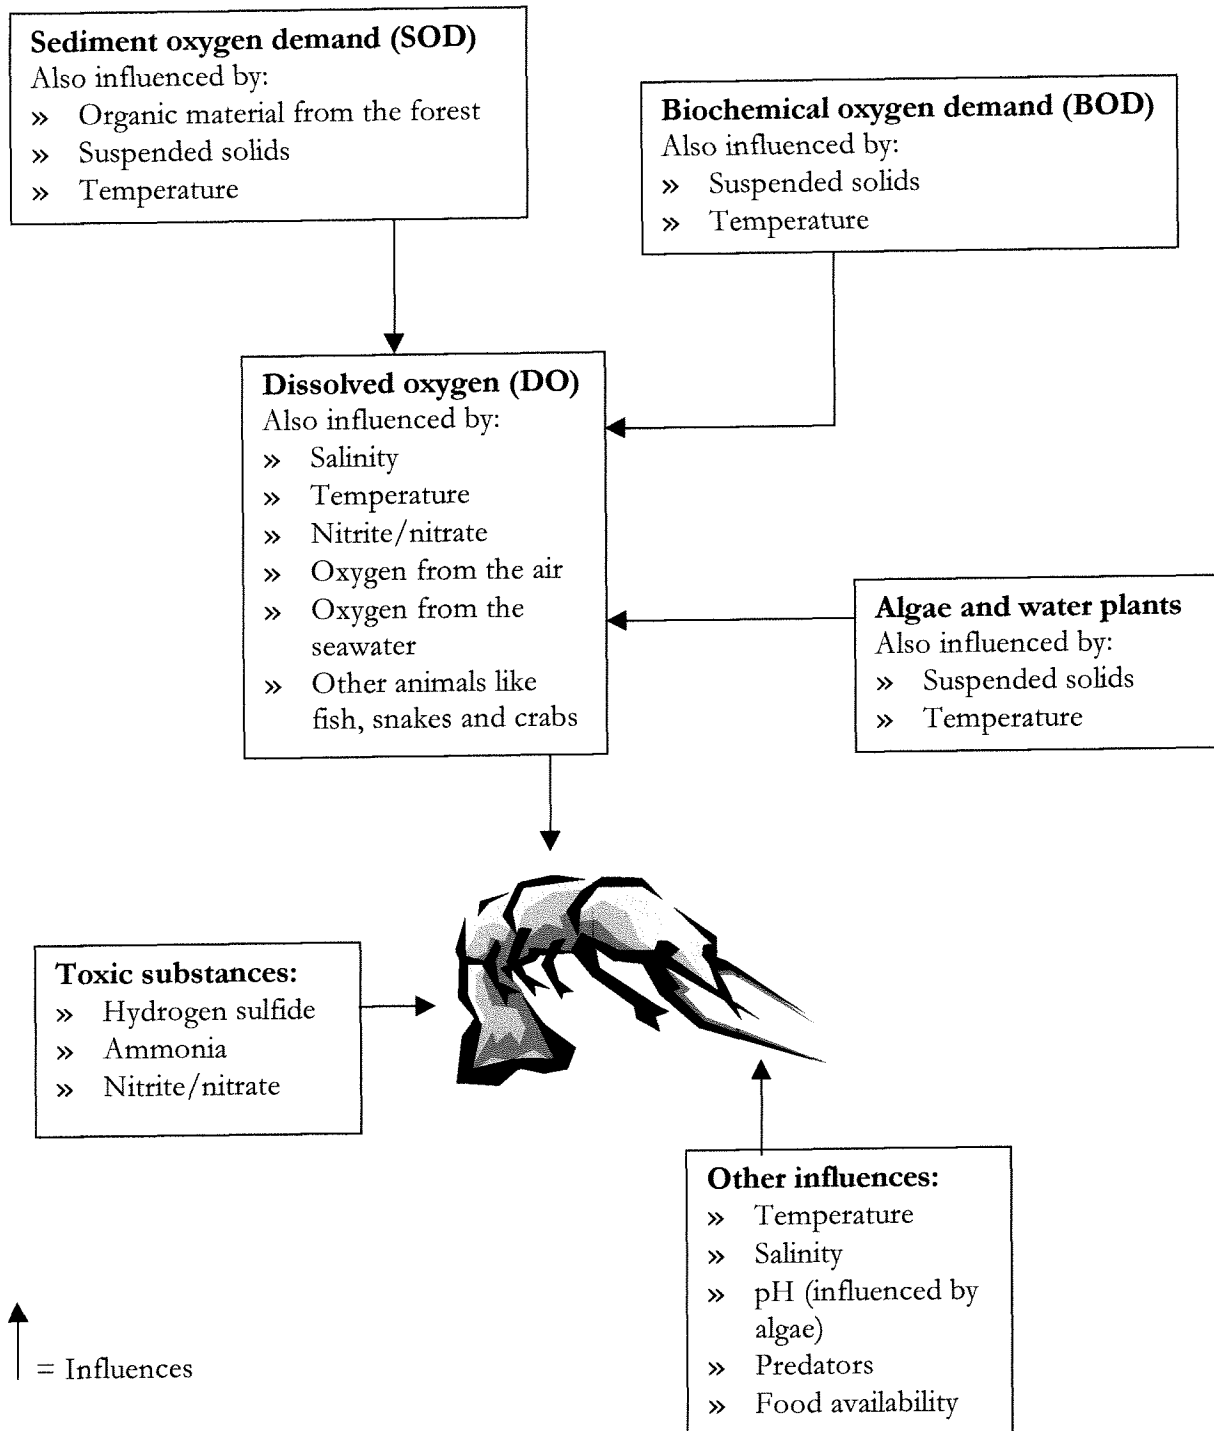 Sediment oxygen demand (SOD)
Also influenced by:
» Organic material from the forest
» Suspended solids
» Temperature
Biochemical oxygen demand (BOD)
Also influenced by:
» Suspended solids
» Temperature
Dissolved oxygen (DO)
Also influenced by:
» Salinity
» Temperature
» Nitrite/nitrate
» Oxygen from the air
» Oxygen from the
seawater
» Other animals like
fish, snakes and crabs
Algae and water plants
Also influenced by:
» Suspended solids
» Temperature
Toxic substances:
» Hydrogen sulfide
» Ammonia
» Nitrite/nitrate
Other influences:
» Temperature
» Salinity
» pH (influenced by
algae)
» Predators
» Food availability
= Influences